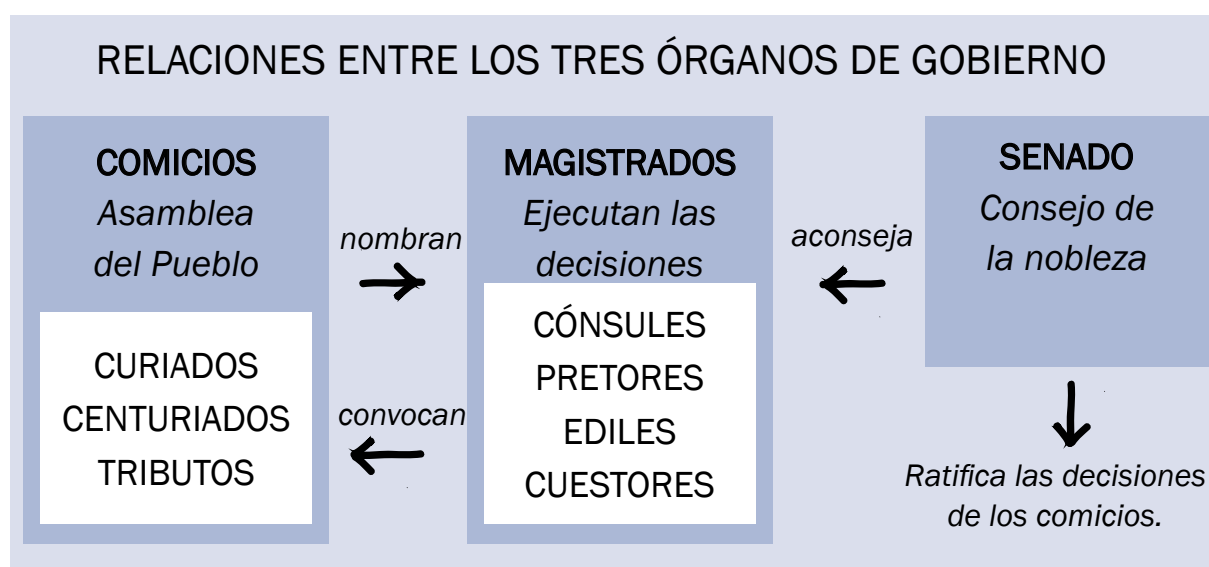 RELACIONES ENTRE LOS TRES ÓRGANOS DE GOBIERNO
COMICIOS
Asamblea
del Pueblo
CURIADOS
CENTURIADOS
TRIBUTOS
nombran
convocan
MAGISTRADOS
Ejecutan las
decisiones
CÓNSULES
PRETORES
EDILES
CUESTORES
aconseja
SENADO
Consejo de
la nobleza
Ratifica las decisiones
de los comicios.